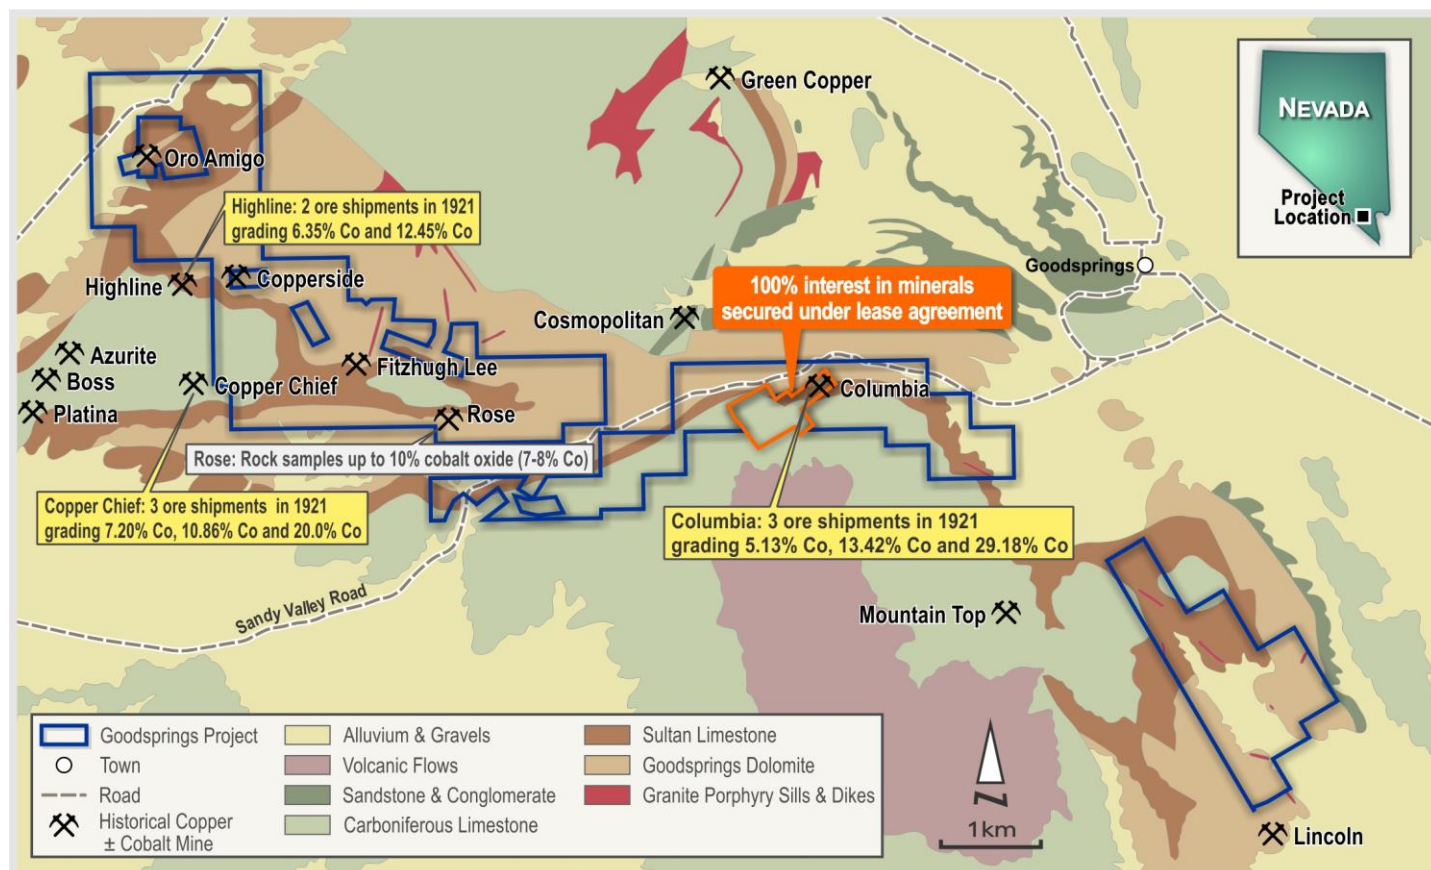 Green Copper
NEVADA
Project
Location
Oro Amigo
Highline: 2 ore shipments in 1921
grading 6.35% Co and 12.45% Co
Goodsprings
Highline
Copperside
100% interest in minerals
secured under lease agreement
Cosmopolitan
Azurite
Boss
Platina
Copper Chief
Fitzhugh Lee
Columbia
Rose
Rose: Rock samples up to 10% cobalt oxide (7-8% Co)
Copper Chief: 3 ore shipments in 1921
grading 7.20% Co, 10.86% Co and 20.0% Co
Columbia: 3 ore shipments in 1921
grading 5.13% Co, 13.42% Co and 29.18% Co
Sandy Valley Road
Mountain Top
Goodsprings Project
Town
Road
Historical Copper
± Cobalt Mine
Alluvium & Gravels
Volcanic Flows
Sandstone & Conglomerate
Carboniferous Limestone
Sultan Limestone
Goodsprings Dolomite
Granite Porphyry Sills & Dikes
N
1km
Lincoln